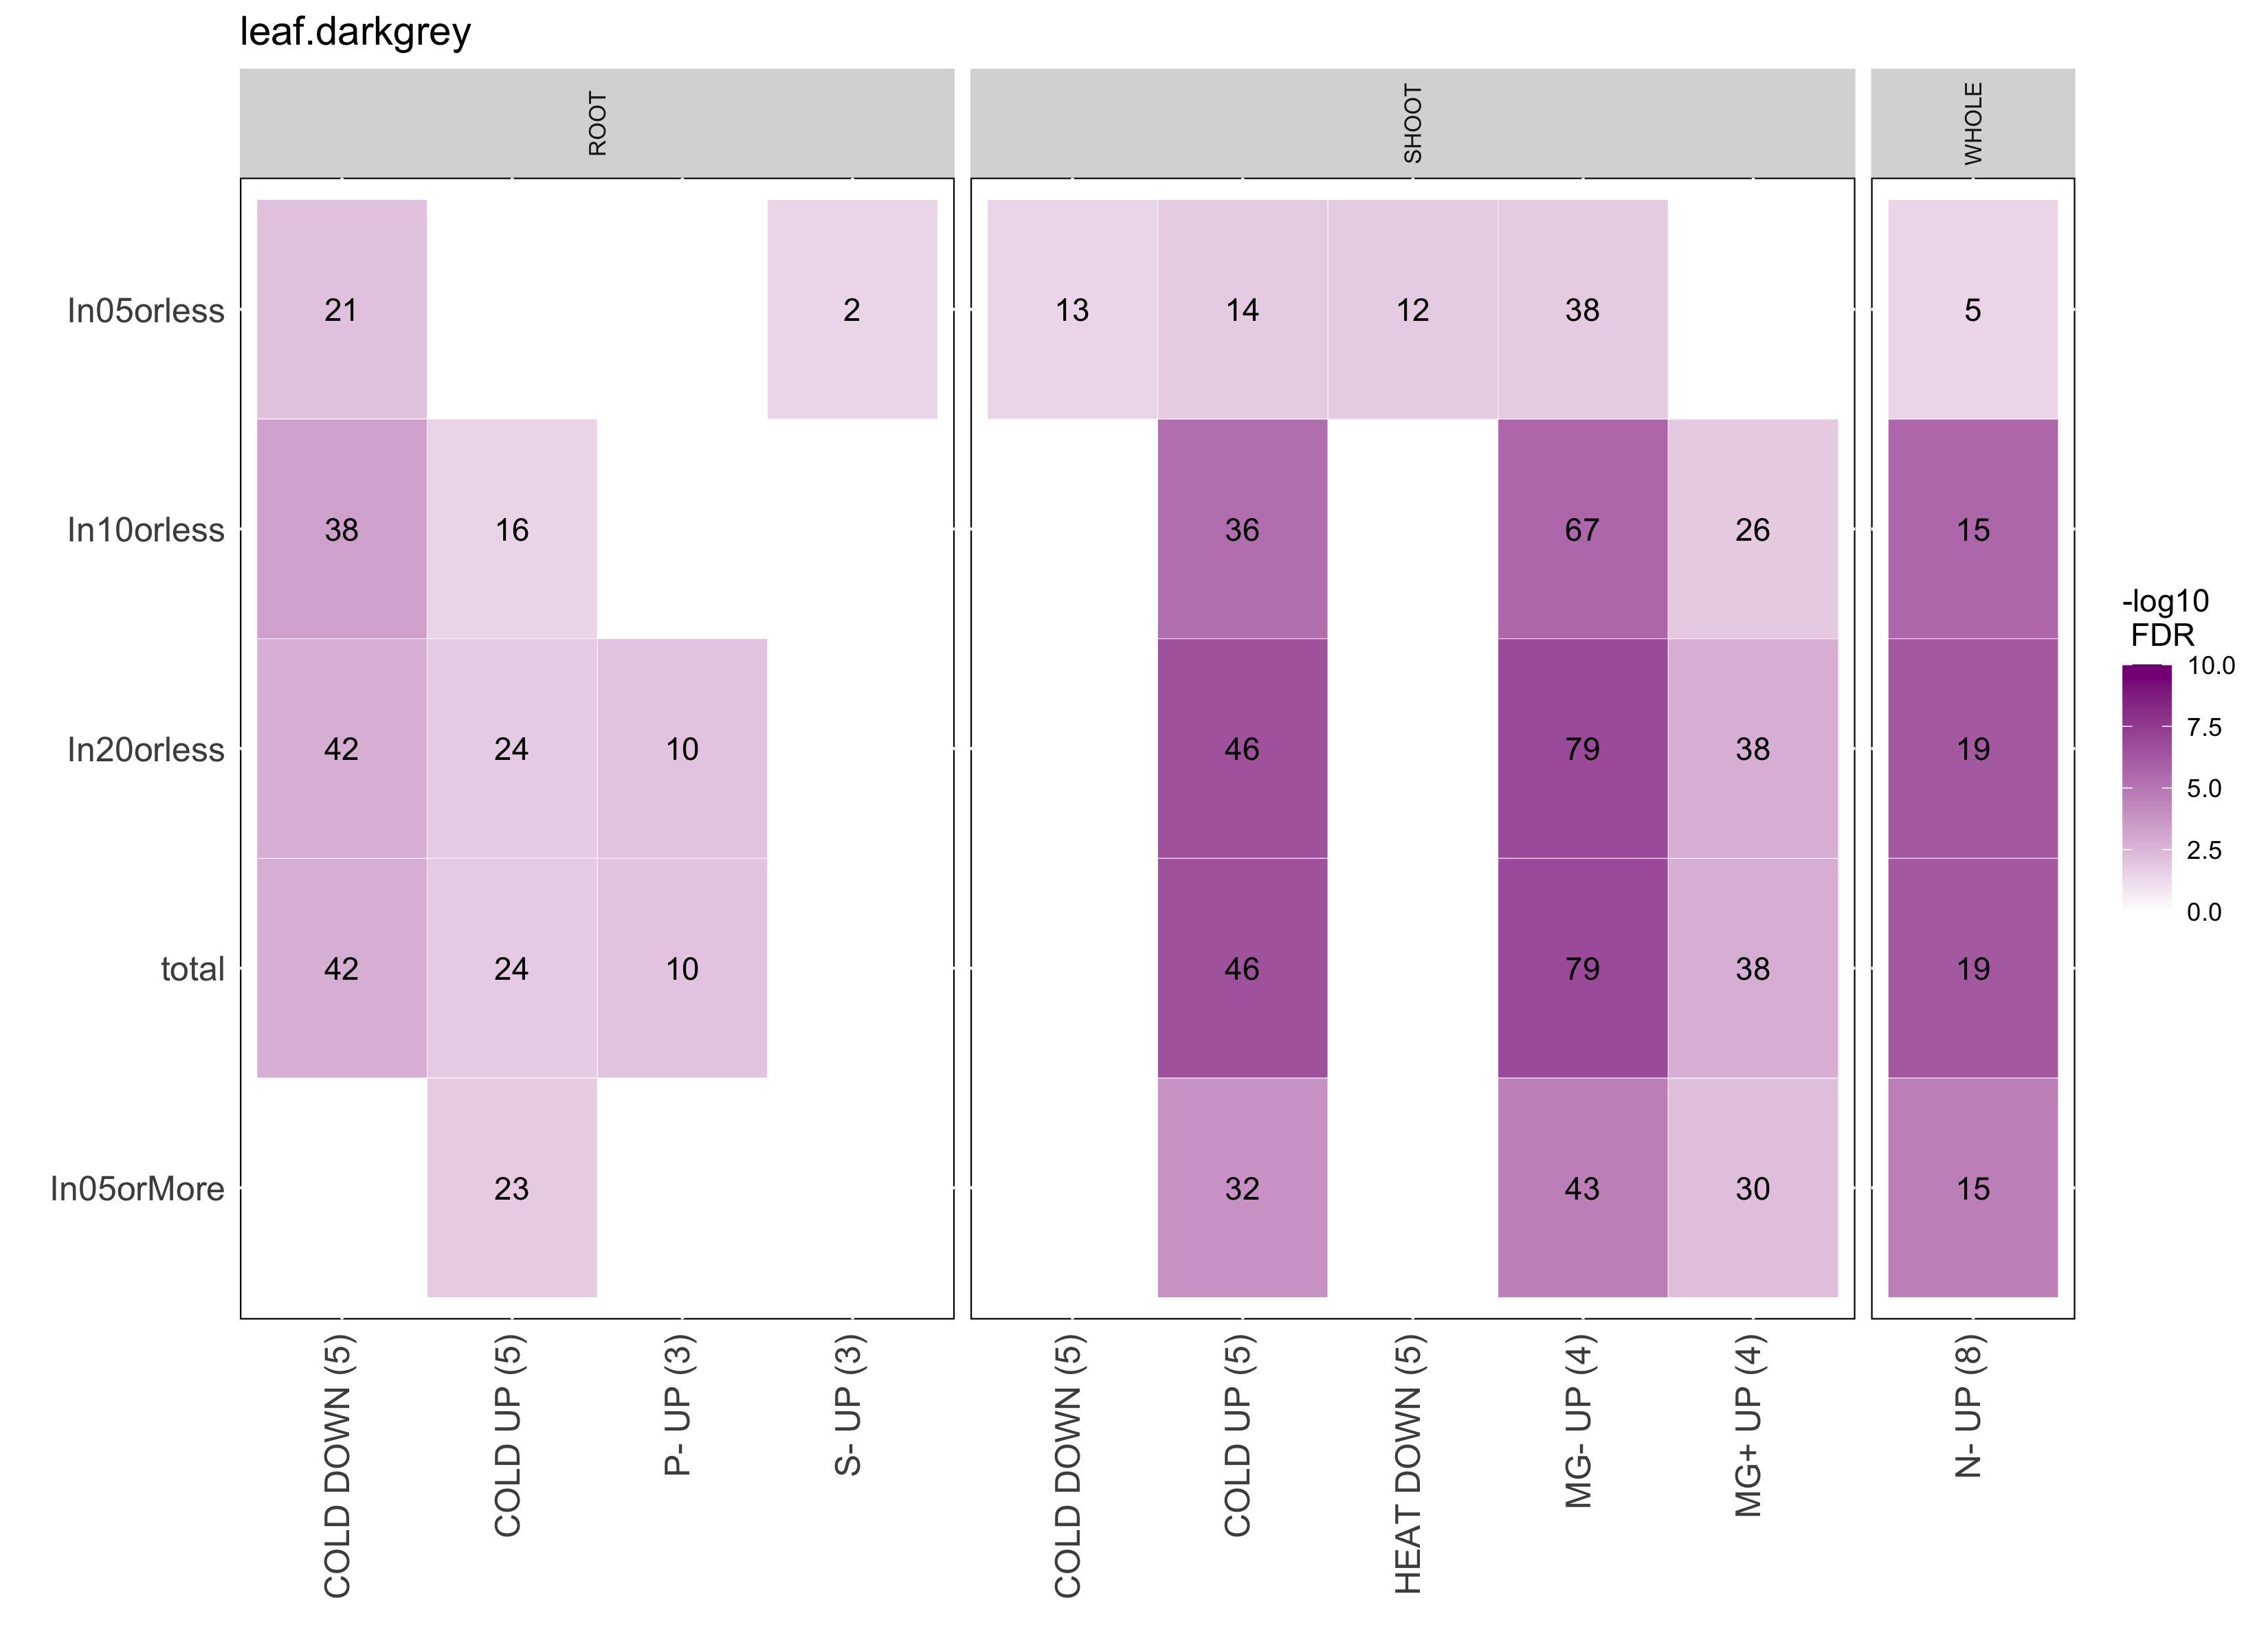 leaf.darkgrey
ROOT SHOOT WHOLE
In05orless 21 2 13 14 12 38 5
In10orless 38 16 36 67 26 15
In20orless 42 24 10 46 79 38 19
total 42 24 10 46 79 38 19
In05orMore 23 32 43 30 15
COLD DOWN (5)
COLD UP (5)
P- UP (3)
S- UP (3)
COLD DOWN (5)
COLD UP (5)
HEAT DOWN (5)
MG- UP (4)
MG+ UP (4)
N- UP (8)
-log10
FDR
10.0
7.5
5.0
2.5
0.0